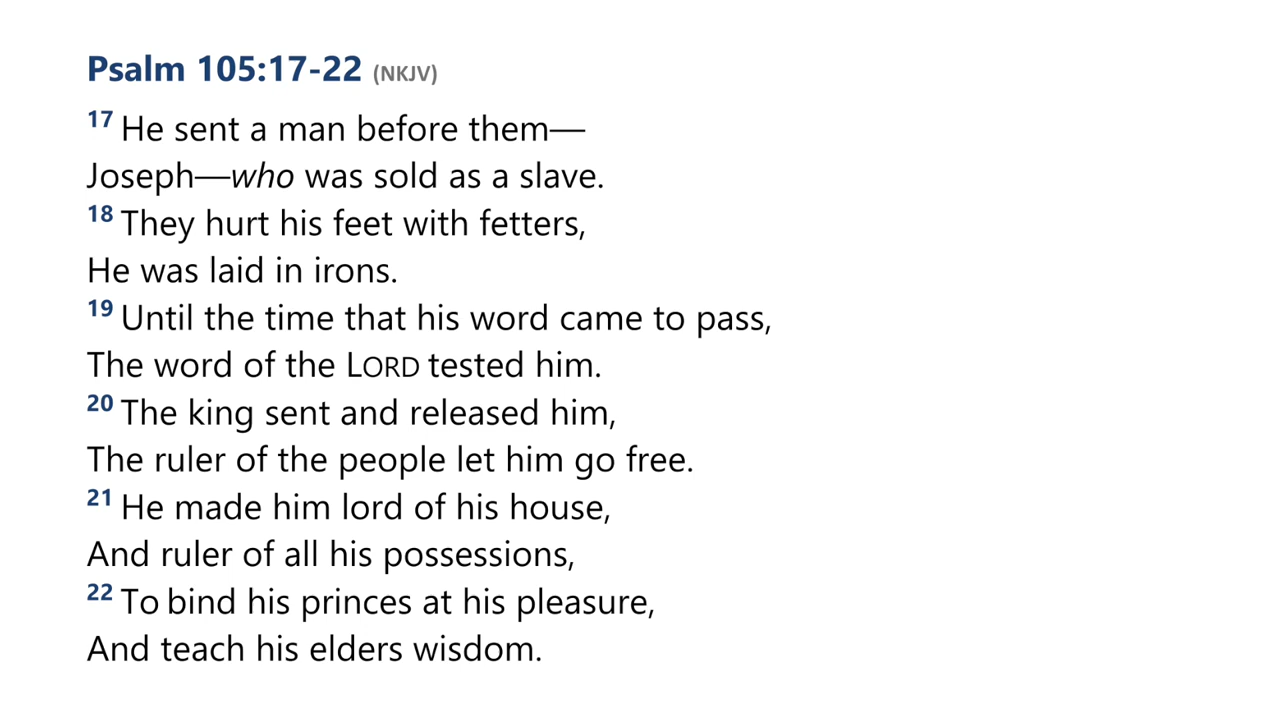 Psalm 105:17-22 (NKJV)
17 He sent a man before them—
Joseph—who was sold as a slave.
18 They hurt his feet with fetters,
He was laid in irons.
19 Until the time that his word came to pass,
The word of the LORD tested him.
20 The king sent and released him,
The ruler of the people let him go free.
21 He made him lord of his house,
And ruler of all his possessions,
22 To bind his princes at his pleasure,
And teach his elders wisdom.